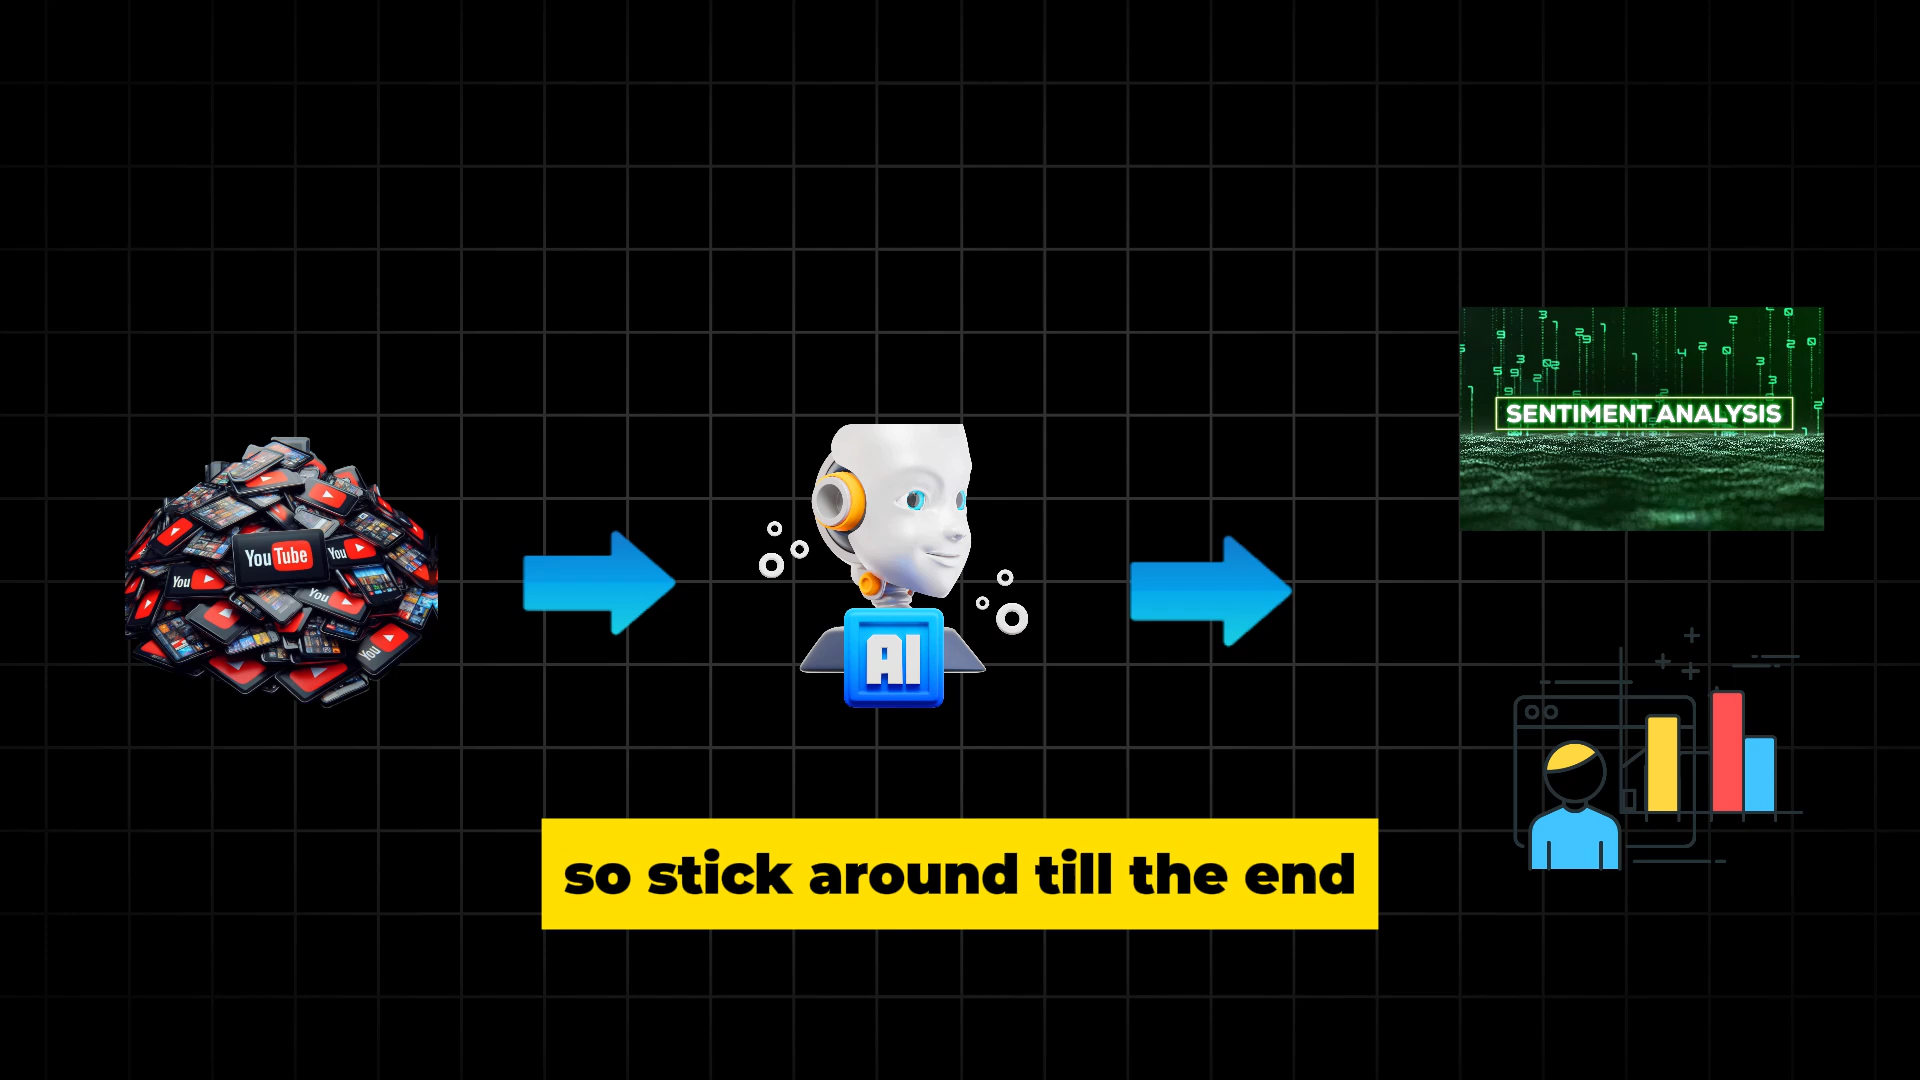 SENTIMENT ANALYSIS
YouTube
You
You
You
You
AI
so stick around till the end